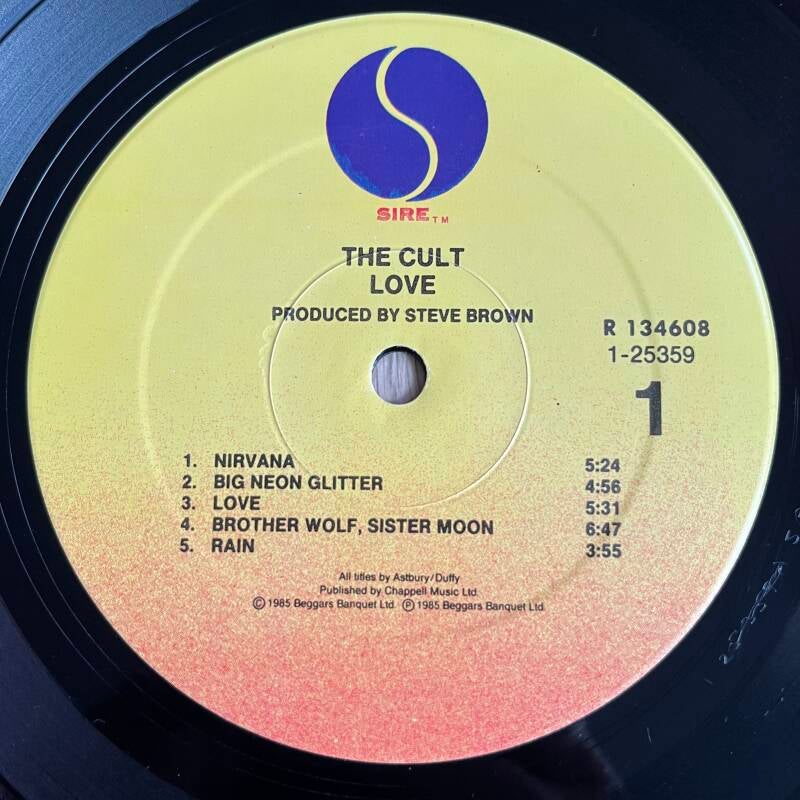 SIRE TM
THE CULT
LOVE
PRODUCED BY STEVE BROWN
R 134608
1-25359
1
1. NIRVANA 5:24
2. BIG NEON GLITTER 4:56
3. LOVE 5:31
4. BROTHER WOLF, SISTER MOON 6:47
5. RAIN 3:55
All titles by Astbury/Duffy
Published by Chappell Music Ltd.
© 1985 Beggars Banquet Ltd. ℗ 1985 Beggars Banquet Ltd.